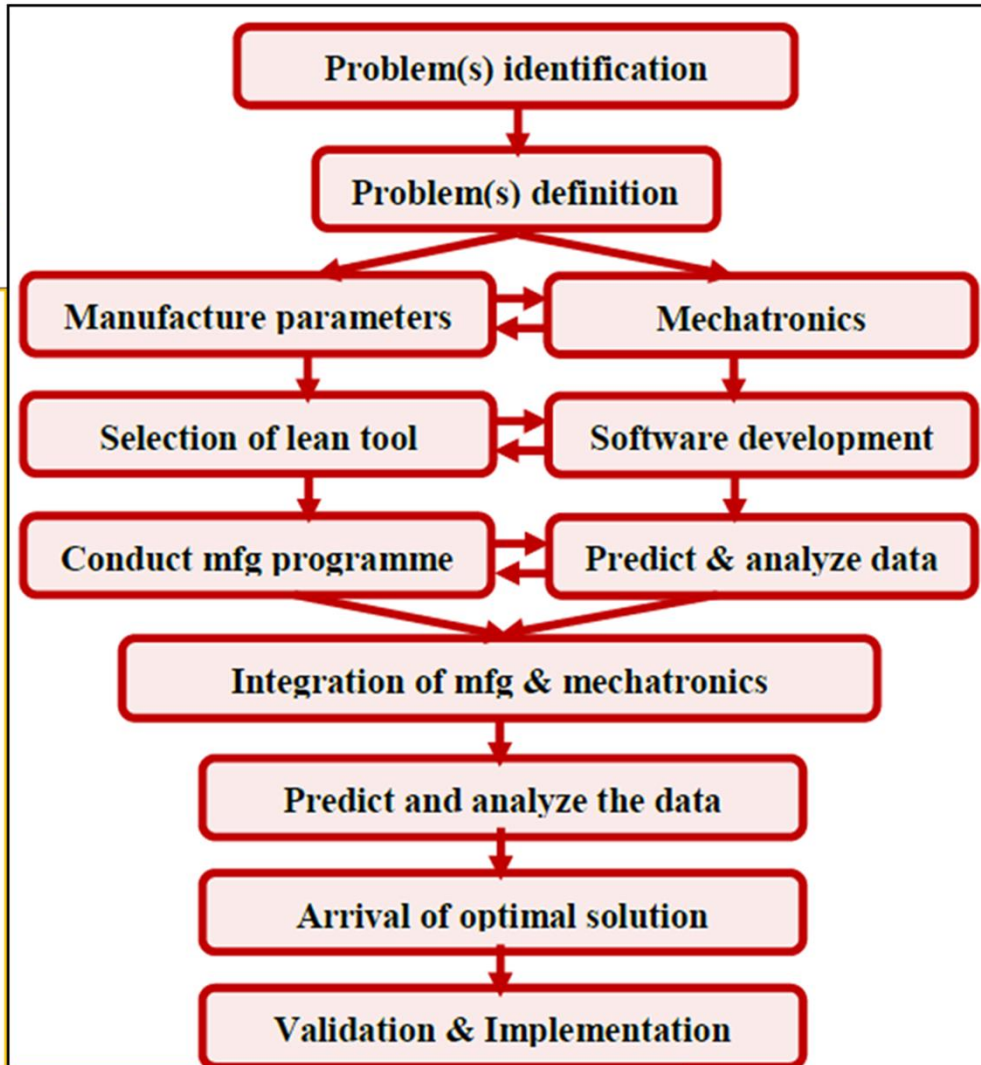 Problem(s) identification
Problem(s) definition
Manufacture parameters
Mechatronics
Selection of lean tool
Software development
Conduct mfg programme
Predict & analyze data
Integration of mfg & mechatronics
Predict and analyze the data
Arrival of optimal solution
Validation & Implementation